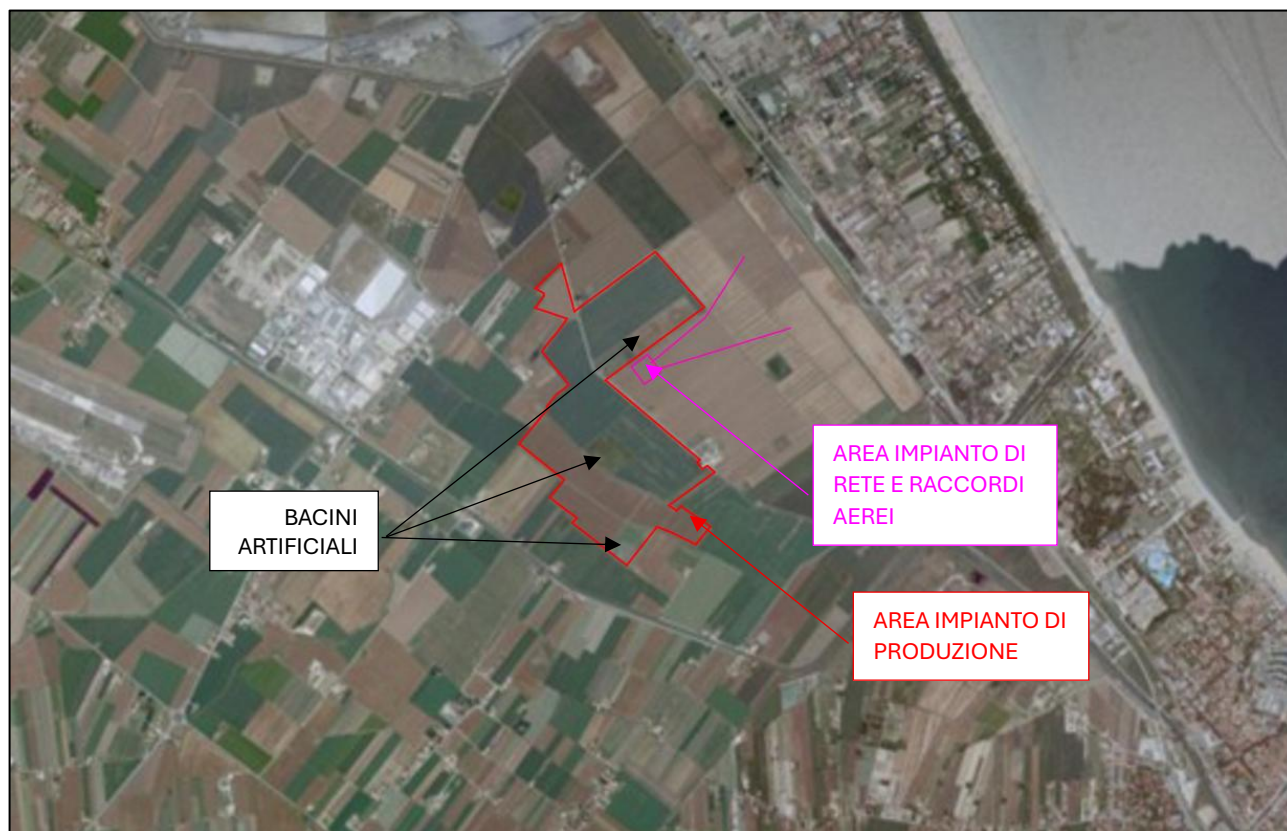 AREA IMPIANTO DI
RETE E RACCORDI
AEREI
BACINI
ARTIFICIALI
AREA IMPIANTO DI
PRODUZIONE